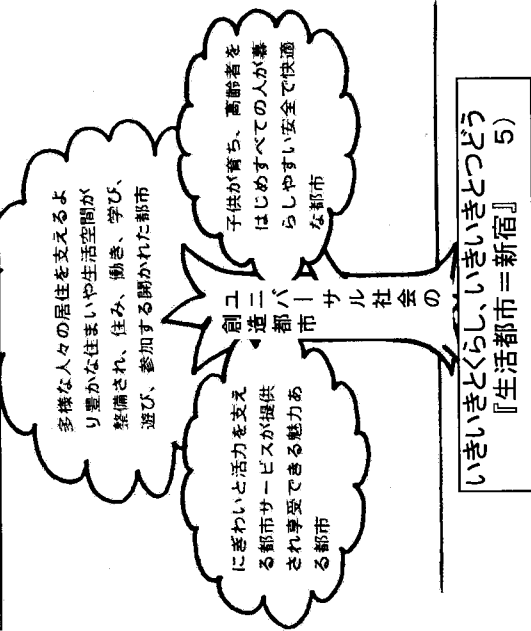 多様な人々の居住を支えるよ
り豊かな住まいや生活空間が
整備され、住み、働き、学び、
遊び、参加する開かれた都市
にぎわいと活力を支え
る都市サービスが提供
され享受できる魅力あ
る都市
子供が育ち、高齢者を
はじめすべての人が暮
らしやすい安全で快適
な都市
ユニバーサル社会の
創造都市
いきいきとくらし、いきいきとつどう
『生活都市＝新宿』 5)